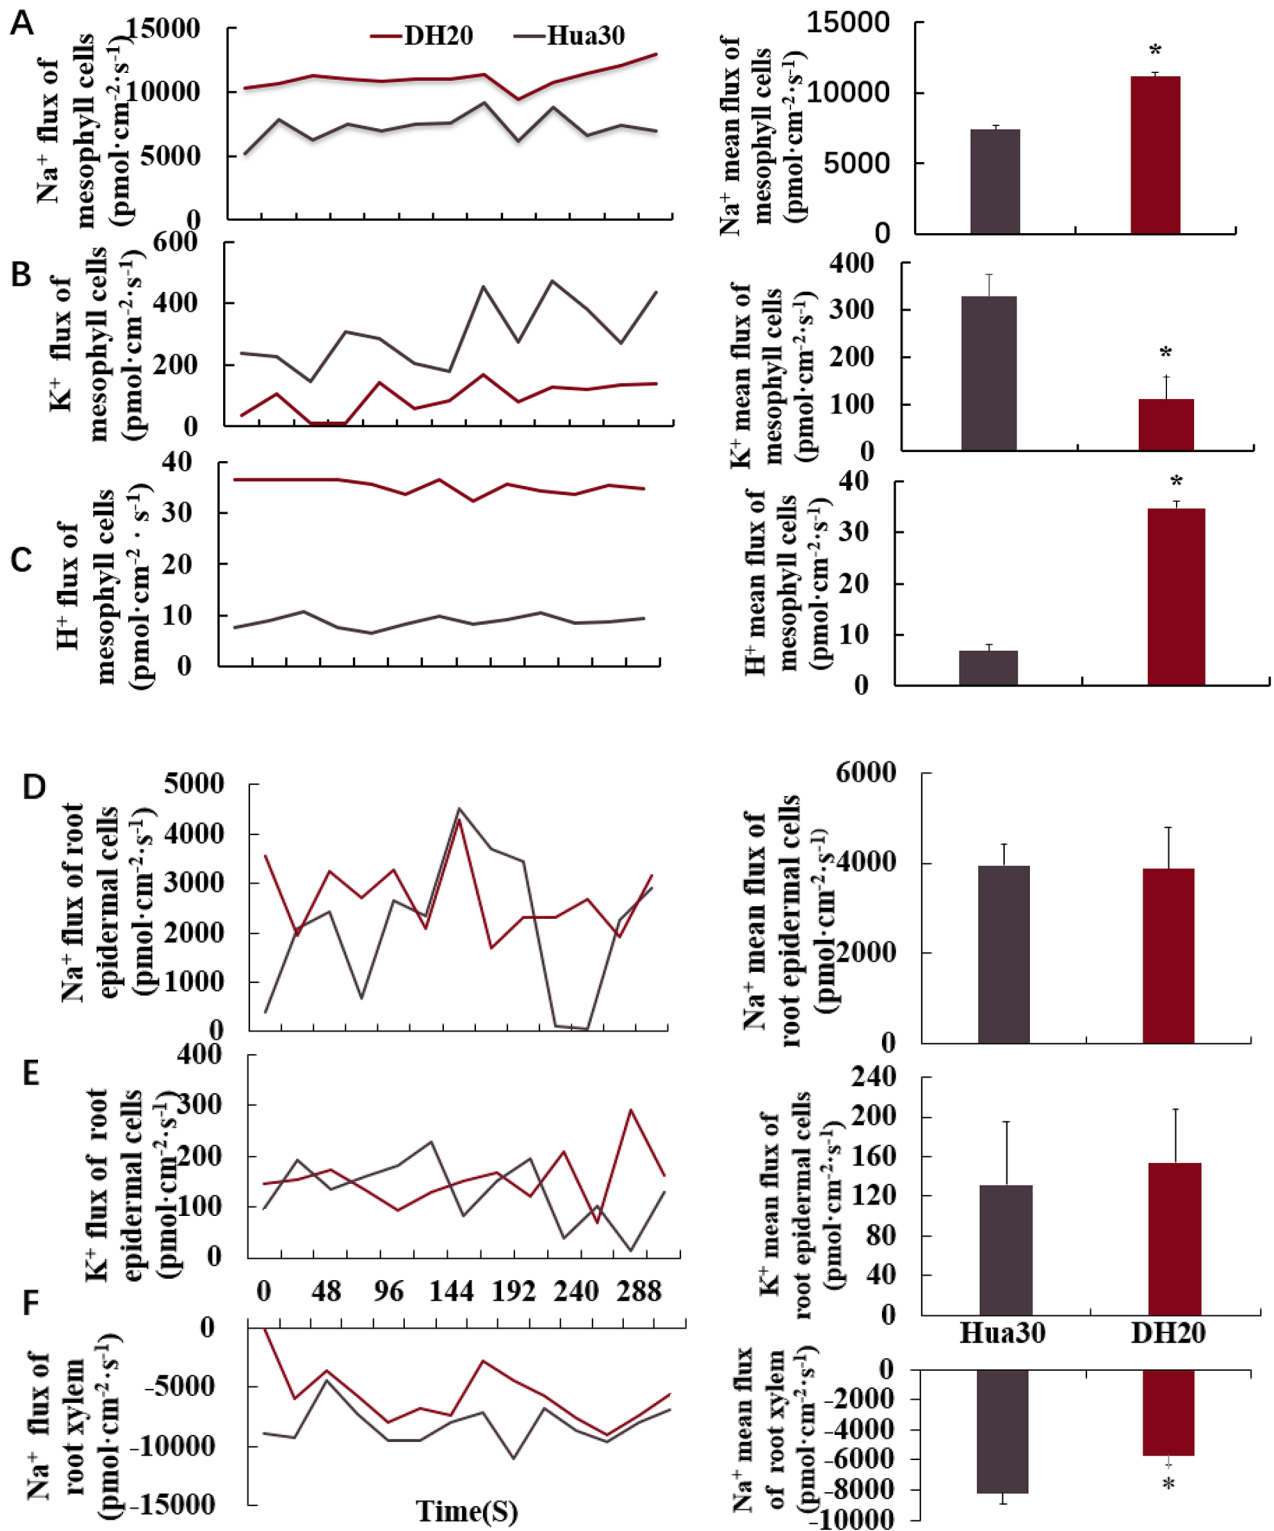 A
Na⁺ flux of
mesophyll cells
(pmol·cm⁻²·s⁻¹)
15000
10000
5000
0
DH20
Hua30
Na⁺ mean flux of
mesophyll cells
(pmol·cm⁻²·s⁻¹)
15000
10000
5000
0
*
B
K⁺ flux of
mesophyll cells
(pmol·cm⁻²·s⁻¹)
600
400
200
0
K⁺ mean flux of
mesophyll cells
(pmol·cm⁻²·s⁻¹)
400
300
200
100
0
*
C
H⁺ flux of
mesophyll cells
(pmol·cm⁻² · s⁻¹)
40
30
20
10
0
H⁺ mean flux of
mesophyll cells
(pmol·cm⁻²·s⁻¹)
40
30
20
10
0
*
D
Na⁺ flux of root
epidermal cells
(pmol·cm⁻²·s⁻¹)
5000
4000
3000
2000
1000
0
Na⁺ mean flux of
root epidermal cells
(pmol·cm⁻²·s⁻¹)
6000
4000
2000
0
E
K⁺ flux of root
epidermal cells
(pmol·cm⁻²·s⁻¹)
400
300
200
100
0
0 48 96 144 192 240 288
K⁺ mean flux of
root epidermal cells
(pmol·cm⁻²·s⁻¹)
240
200
160
120
80
40
0
Hua30 DH20
F
Na⁺ flux of
root xylem
(pmol·cm⁻²·s⁻¹)
0
-5000
-10000
-15000
Time(S)
Na⁺ mean flux
of root xylem
(pmol·cm⁻²·s⁻¹)
0
-2000
-4000
-6000
-8000
-10000
*